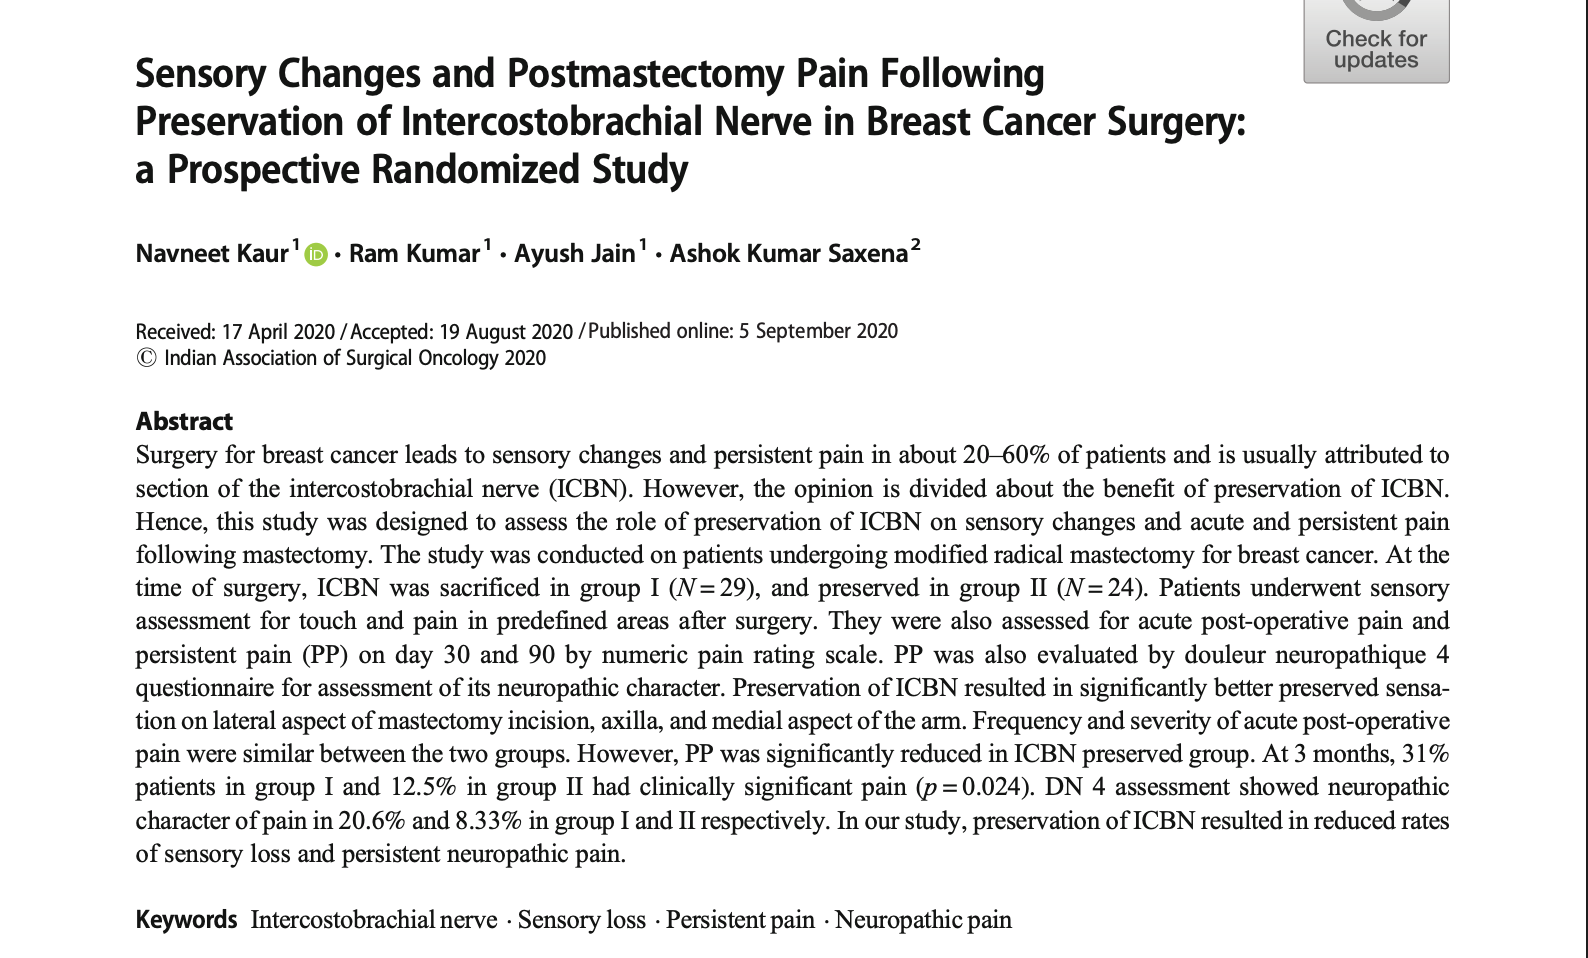 Check for
updates
Sensory Changes and Postmastectomy Pain Following
Preservation of Intercostobrachial Nerve in Breast Cancer Surgery:
a Prospective Randomized Study
Navneet Kaur 1 iD · Ram Kumar 1 · Ayush Jain 1 · Ashok Kumar Saxena 2
Received: 17 April 2020 / Accepted: 19 August 2020 / Published online: 5 September 2020
© Indian Association of Surgical Oncology 2020
Abstract
Surgery for breast cancer leads to sensory changes and persistent pain in about 20–60% of patients and is usually attributed to
section of the intercostobrachial nerve (ICBN). However, the opinion is divided about the benefit of preservation of ICBN.
Hence, this study was designed to assess the role of preservation of ICBN on sensory changes and acute and persistent pain
following mastectomy. The study was conducted on patients undergoing modified radical mastectomy for breast cancer. At the
time of surgery, ICBN was sacrificed in group I (N = 29), and preserved in group II (N = 24). Patients underwent sensory
assessment for touch and pain in predefined areas after surgery. They were also assessed for acute post-operative pain and
persistent pain (PP) on day 30 and 90 by numeric pain rating scale. PP was also evaluated by douleur neuropathique 4
questionnaire for assessment of its neuropathic character. Preservation of ICBN resulted in significantly better preserved sensa-
tion on lateral aspect of mastectomy incision, axilla, and medial aspect of the arm. Frequency and severity of acute post-operative
pain were similar between the two groups. However, PP was significantly reduced in ICBN preserved group. At 3 months, 31%
patients in group I and 12.5% in group II had clinically significant pain (p = 0.024). DN 4 assessment showed neuropathic
character of pain in 20.6% and 8.33% in group I and II respectively. In our study, preservation of ICBN resulted in reduced rates
of sensory loss and persistent neuropathic pain.
Keywords Intercostobrachial nerve · Sensory loss · Persistent pain · Neuropathic pain